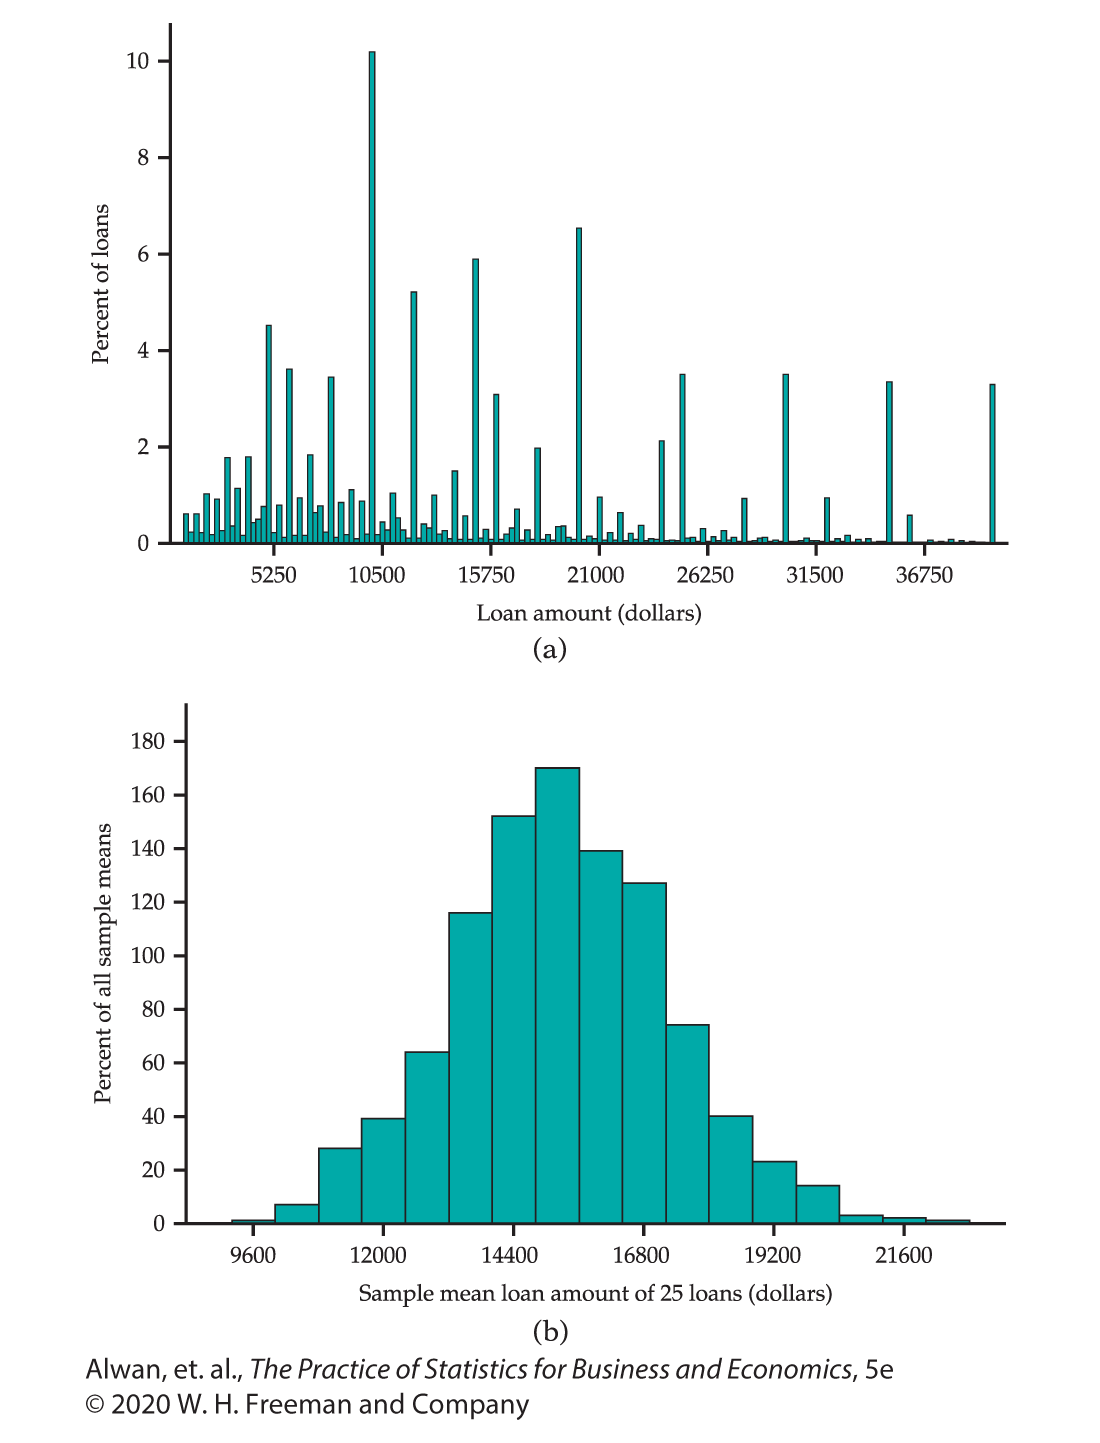 10
8
6
4
2
0
Percent of loans
5250 10500 15750 21000 26250 31500 36750
Loan amount (dollars)
(a)
180
160
140
120
100
80
60
40
20
0
Percent of all sample means
9600 12000 14400 16800 19200 21600
Sample mean loan amount of 25 loans (dollars)
(b)
Alwan, et. al., The Practice of Statistics for Business and Economics, 5e
© 2020 W. H. Freeman and Company